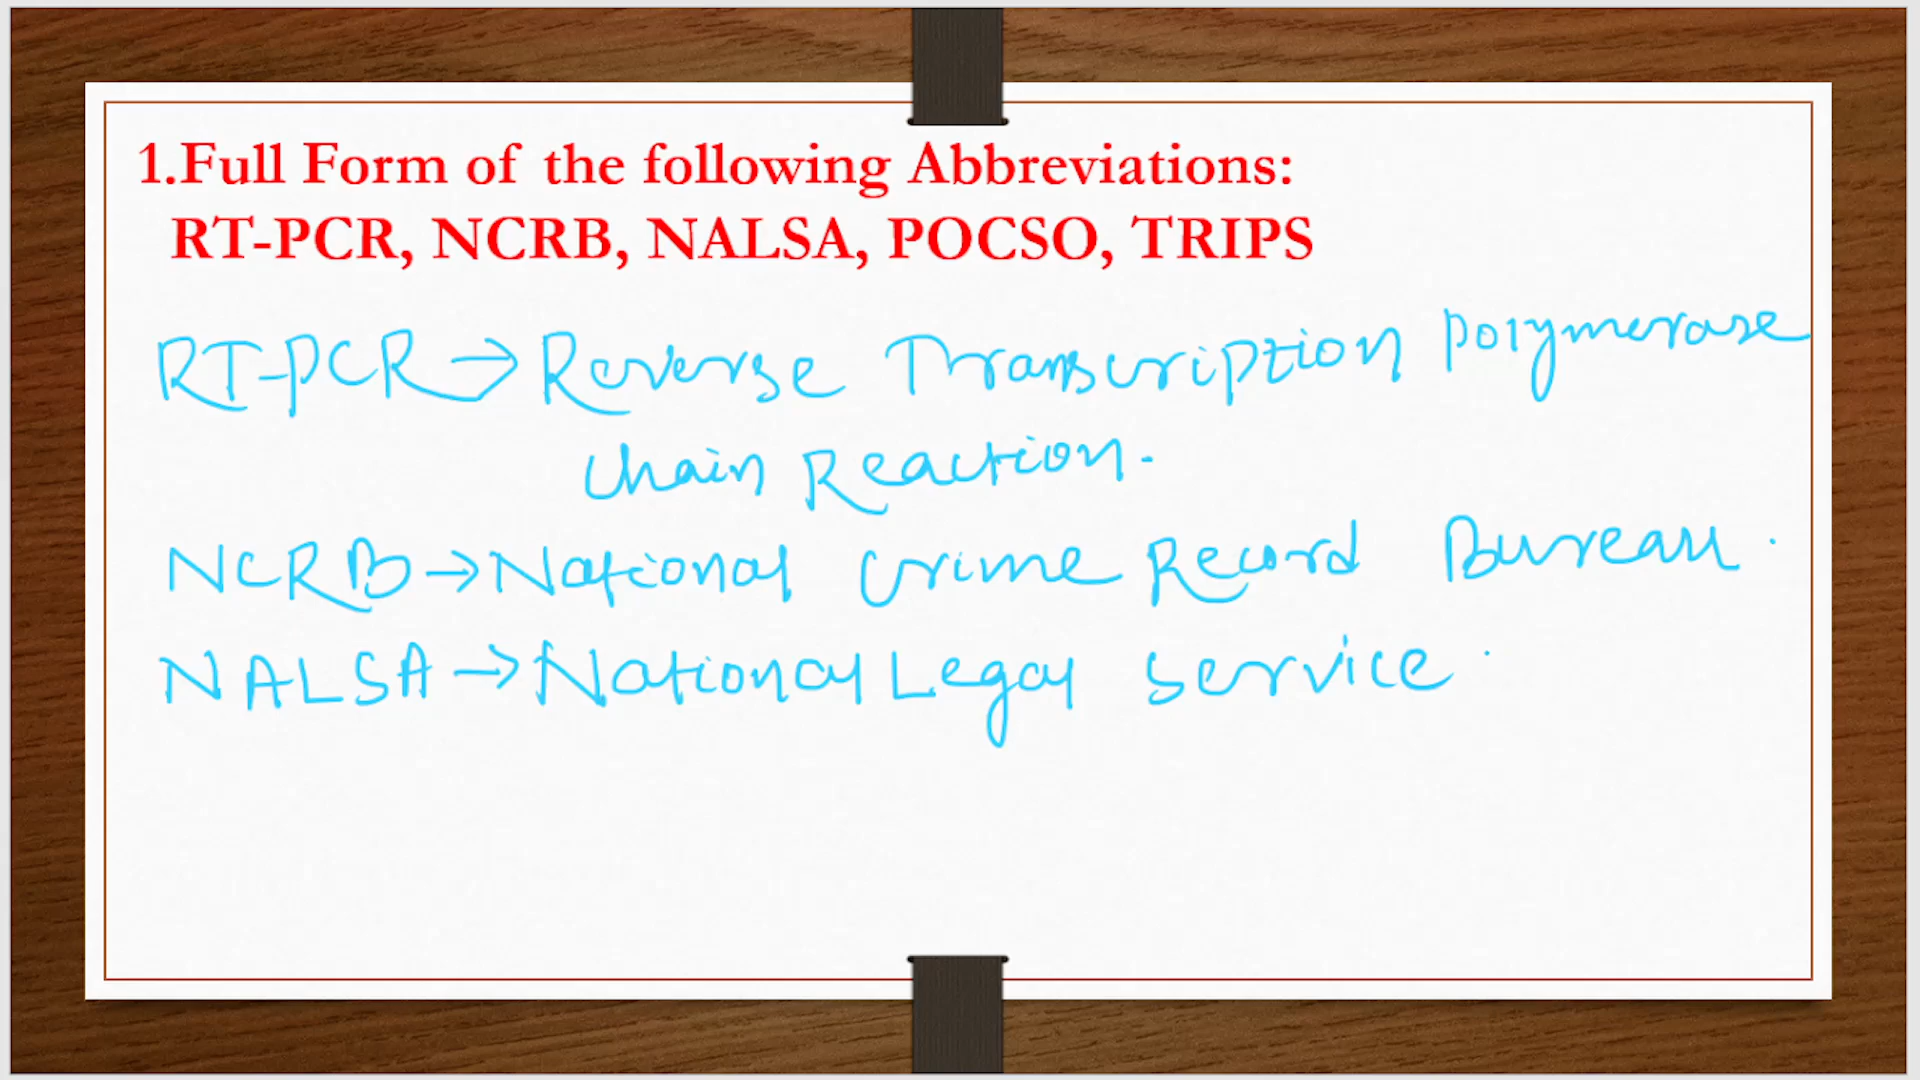 1.Full Form of the following Abbreviations:
RT-PCR, NCRB, NALSA, POCSO, TRIPS
RT-PCR → Reverse Transcription Polymerase
Chain Reaction.
NCRB → National Crime Record Bureau.
NALSA → National Legal Service